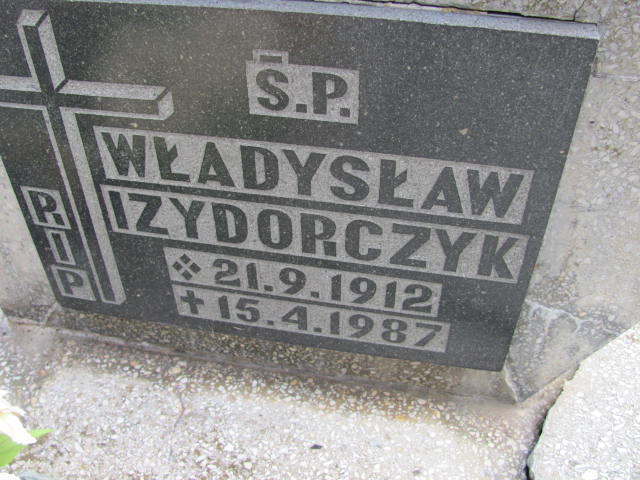 Ś.P.
WŁADYSŁAW
IZYDORCZYK
21.9.1912
15.4.1987
R.I.P